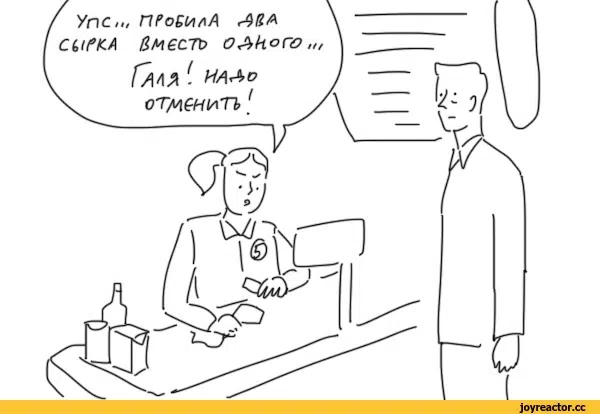 Упс... ПРОБИЛА ДВА
СЫРКА ВМЕСТО ОДНОГО...
ГАЛЯ! НАДО
ОТМЕНИТЬ!
5
joyreactor.cc